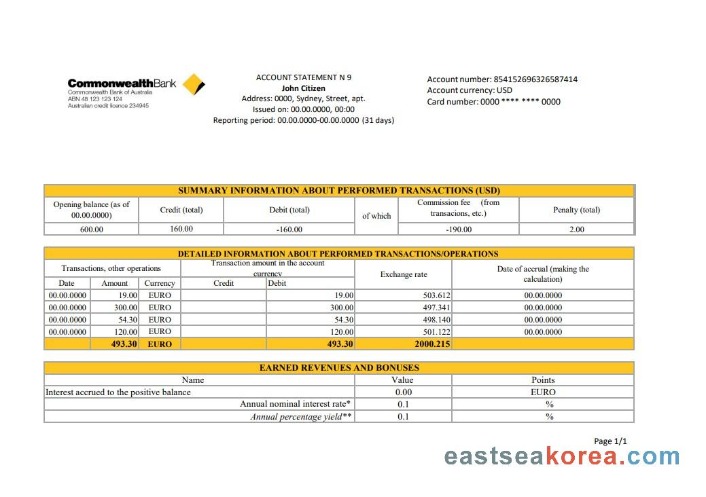 CommonwealthBank
Commonwealth Bank of Australia
ABN 48 123 123 124
Australian credit licence 234945
ACCOUNT STATEMENT N 9
John Citizen
Address: 0000, Sydney, Street, apt.
Issued on: 00.00.0000, 00:00
Reporting period: 00.00.0000-00.00.0000 (31 days)
Account number: 854152696326587414
Account currency: USD
Card number: 0000 **** **** 0000
SUMMARY INFORMATION ABOUT PERFORMED TRANSACTIONS (USD)
Opening balance (as of 00.00.0000) Credit (total) Debit (total) of which Commission fee (from transacions, etc.) Penalty (total)
600.00 160.00 -160.00 -190.00 2.00
DETAILED INFORMATION ABOUT PERFORMED TRANSACTIONS/OPERATIONS
Transactions, other operations Transaction amount in the account currency Exchange rate Date of accrual (making the calculation)
Date Amount Currency Credit Debit
00.00.0000 19.00 EURO 19.00 503.612 00.00.0000
00.00.0000 300.00 EURO 300.00 497.341 00.00.0000
00.00.0000 54.30 EURO 54.30 498.140 00.00.0000
00.00.0000 120.00 EURO 120.00 501.122 00.00.0000
493.30 EURO 493.30 2000.215
EARNED REVENUES AND BONUSES
Name Value Points
Interest accrued to the positive balance 0.00 EURO
Annual nominal interest rate* 0.1 %
Annual percentage yield** 0.1 %
Page 1/1
eastseakorea.com